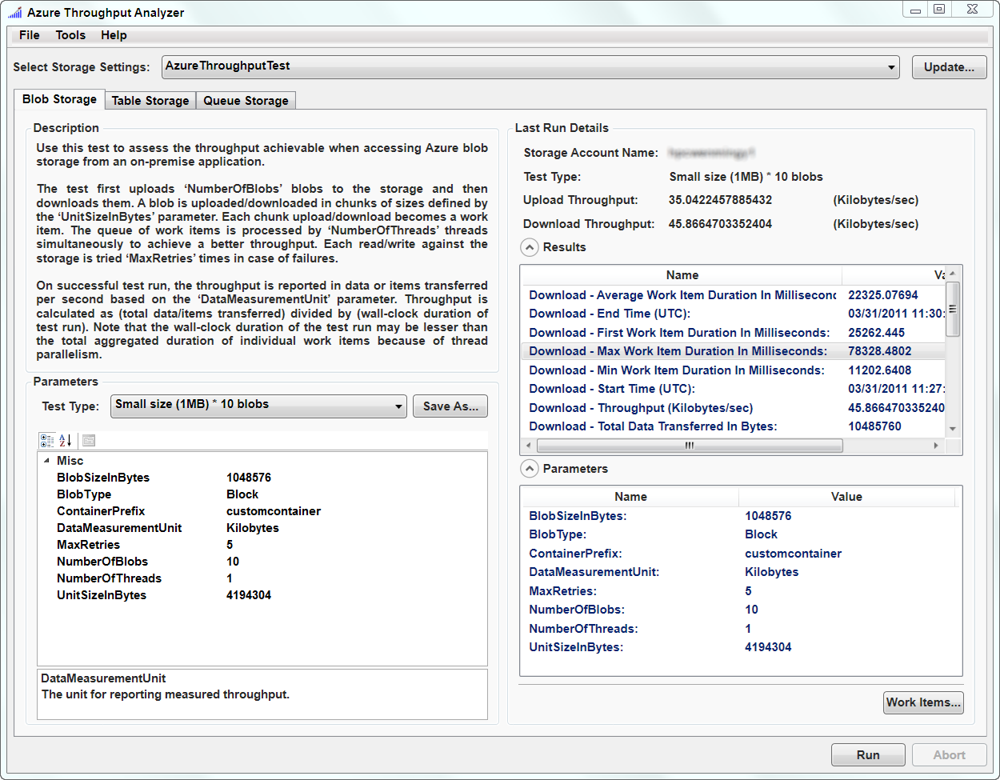 Azure Throughput Analyzer
File Tools Help
Select Storage Settings: AzureThroughputTest Update...
Blob Storage Table Storage Queue Storage
Description
Use this test to assess the throughput achievable when accessing Azure blob
storage from an on-premise application.
The test first uploads ‘NumberOfBlobs’ blobs to the storage and then
downloads them. A blob is uploaded/downloaded in chunks of sizes defined by
the ‘UnitSizeInBytes’ parameter. Each chunk upload/download becomes a work
item. The queue of work items is processed by ‘NumberOfThreads’ threads
simultaneously to achieve a better throughput. Each read/write against the
storage is tried ‘MaxRetries’ times in case of failures.
On successful test run, the throughput is reported in data or items transferred
per second based on the ‘DataMeasurementUnit’ parameter. Throughput is
calculated as (total data/items transferred) divided by (wall-clock duration of
test run). Note that the wall-clock duration of the test run may be lesser than
the total aggregated duration of individual work items because of thread
parallelism.
Parameters
Test Type: Small size (1MB) * 10 blobs Save As...
Misc
BlobSizeInBytes 1048576
BlobType Block
ContainerPrefix customcontainer
DataMeasurementUnit Kilobytes
MaxRetries 5
NumberOfBlobs 10
NumberOfThreads 1
UnitSizeInBytes 4194304
DataMeasurementUnit
The unit for reporting measured throughput.
Last Run Details
Storage Account Name:
Test Type: Small size (1MB) * 10 blobs
Upload Throughput: 35.0422457885432 (Kilobytes/sec)
Download Throughput: 45.8664703352404 (Kilobytes/sec)
Results
Name Va
Download - Average Work Item Duration In Millisecond 22325.07694
Download - End Time (UTC): 03/31/2011 11:30:
Download - First Work Item Duration In Milliseconds: 25262.445
Download - Max Work Item Duration In Milliseconds: 78328.4802
Download - Min Work Item Duration In Milliseconds: 11202.6408
Download - Start Time (UTC): 03/31/2011 11:27:
Download - Throughput (Kilobytes/sec) 45.866470335240
Download - Total Data Transferred In Bytes: 10485760
Parameters
Name Value
BlobSizeInBytes: 1048576
BlobType: Block
ContainerPrefix: customcontainer
DataMeasurementUnit: Kilobytes
MaxRetries: 5
NumberOfBlobs: 10
NumberOfThreads: 1
UnitSizeInBytes: 4194304
Work Items...
Run Abort